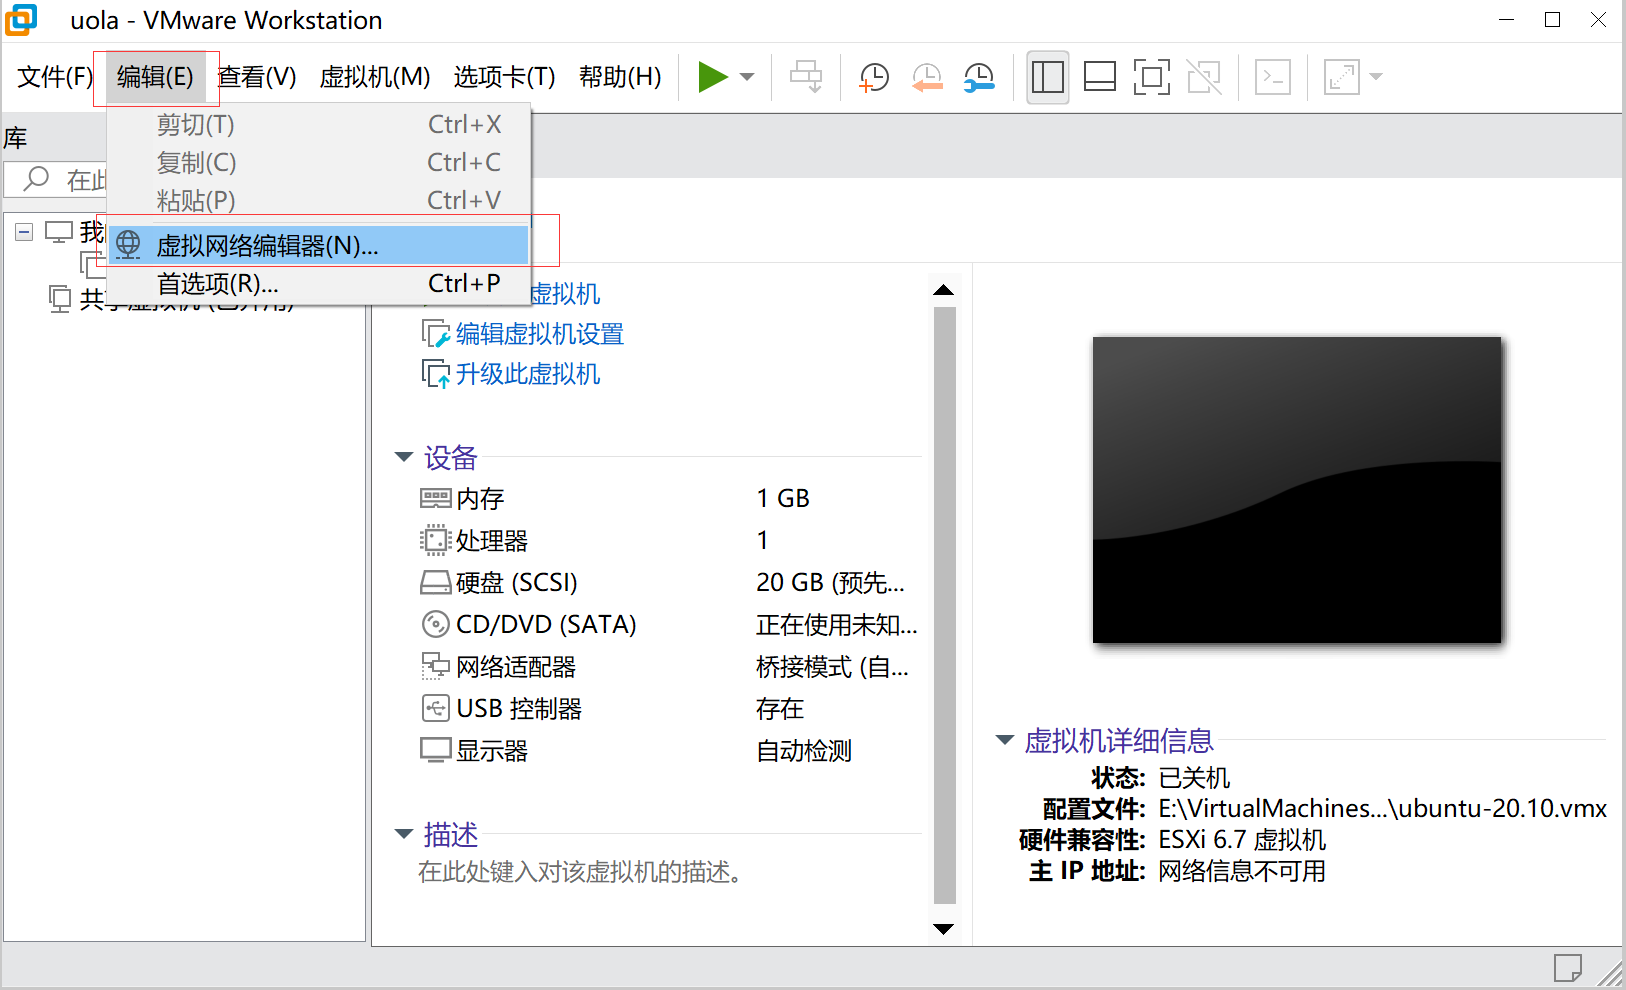 uola - VMware Workstation
文件(F) 编辑(E) 查看(V) 虚拟机(M) 选项卡(T) 帮助(H)
剪切(T) Ctrl+X
复制(C) Ctrl+C
粘贴(P) Ctrl+V
虚拟网络编辑器(N)...
首选项(R)... Ctrl+P
库
在此
我
共享虚拟机 (已弃用)
虚拟机
编辑虚拟机设置
升级此虚拟机
设备
内存 1 GB
处理器 1
硬盘 (SCSI) 20 GB (预先...
CD/DVD (SATA) 正在使用未知...
网络适配器 桥接模式 (自...
USB 控制器 存在
显示器 自动检测
描述
在此处键入对该虚拟机的描述。
虚拟机详细信息
状态: 已关机
配置文件: E:\VirtualMachines...\ubuntu-20.10.vmx
硬件兼容性: ESXi 6.7 虚拟机
主 IP 地址: 网络信息不可用